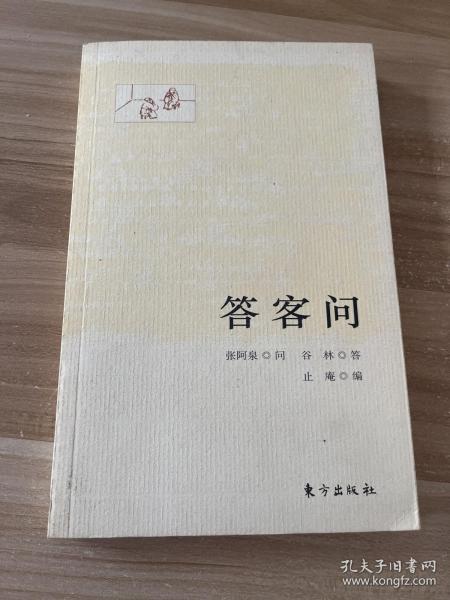 答客问
张阿泉◎问 谷林◎答
止庵◎编
東方出版社
孔夫子旧书网
www.kongfz.com